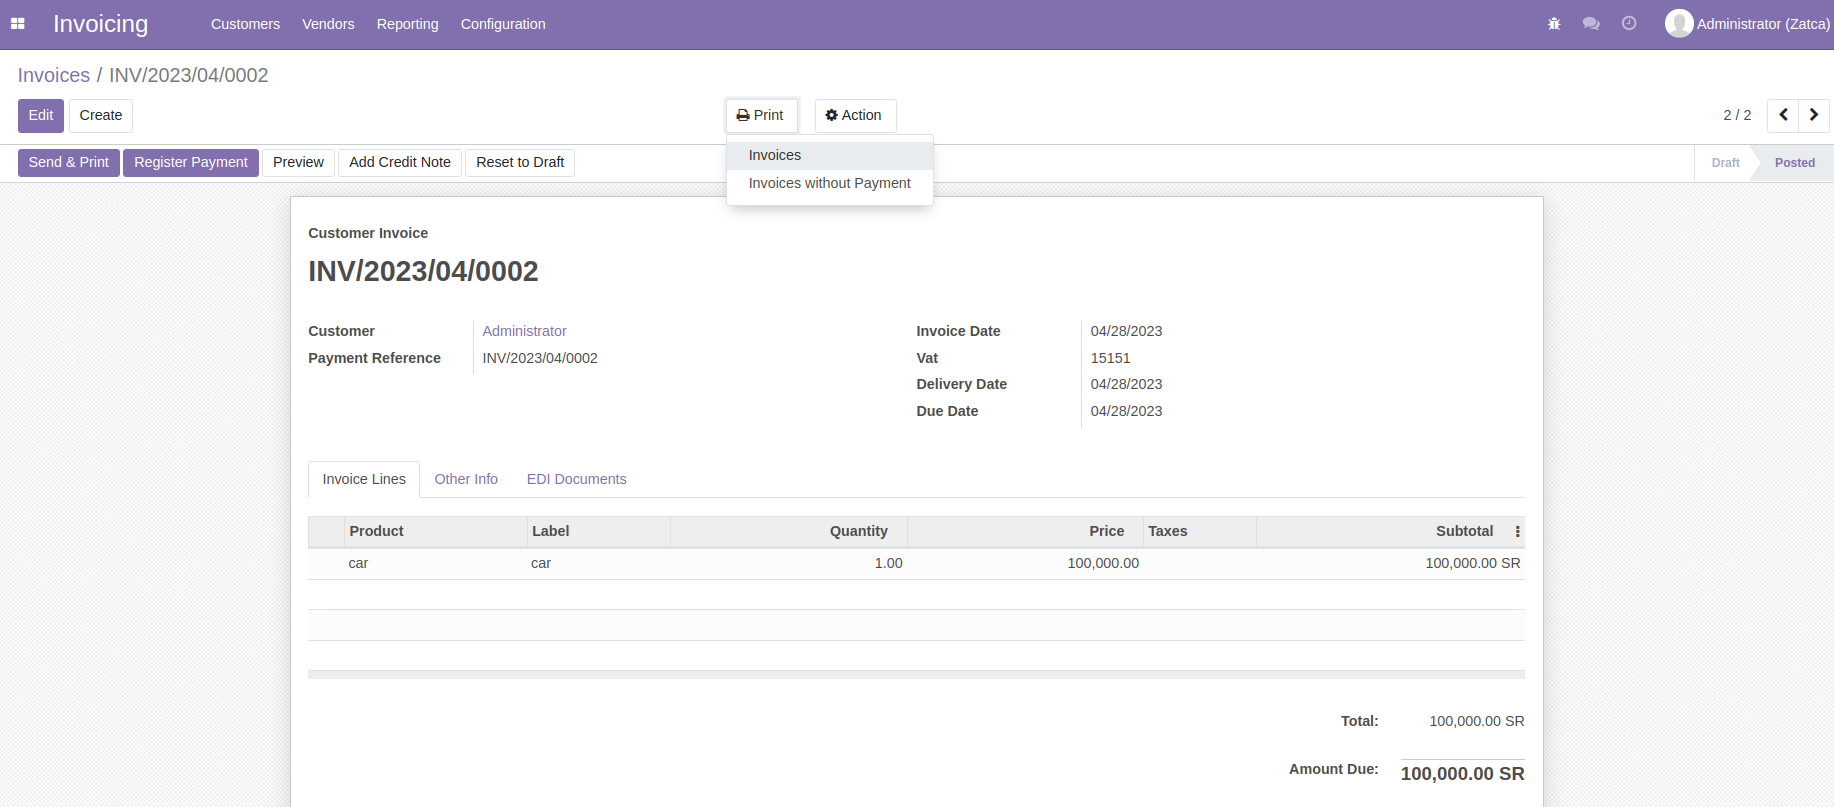 Invoicing Customers Vendors Reporting Configuration Administrator (Zatca)
Invoices / INV/2023/04/0002
Edit Create Print Action 2 / 2
Send & Print Register Payment Preview Add Credit Note Reset to Draft Draft Posted
Invoices
Invoices without Payment
Customer Invoice
INV/2023/04/0002
Customer Administrator Invoice Date 04/28/2023
Payment Reference INV/2023/04/0002 Vat 15151
Delivery Date 04/28/2023
Due Date 04/28/2023
Invoice Lines Other Info EDI Documents
Product Label Quantity Price Taxes Subtotal
car car 1.00 100,000.00 100,000.00 SR
Total: 100,000.00 SR
Amount Due: 100,000.00 SR